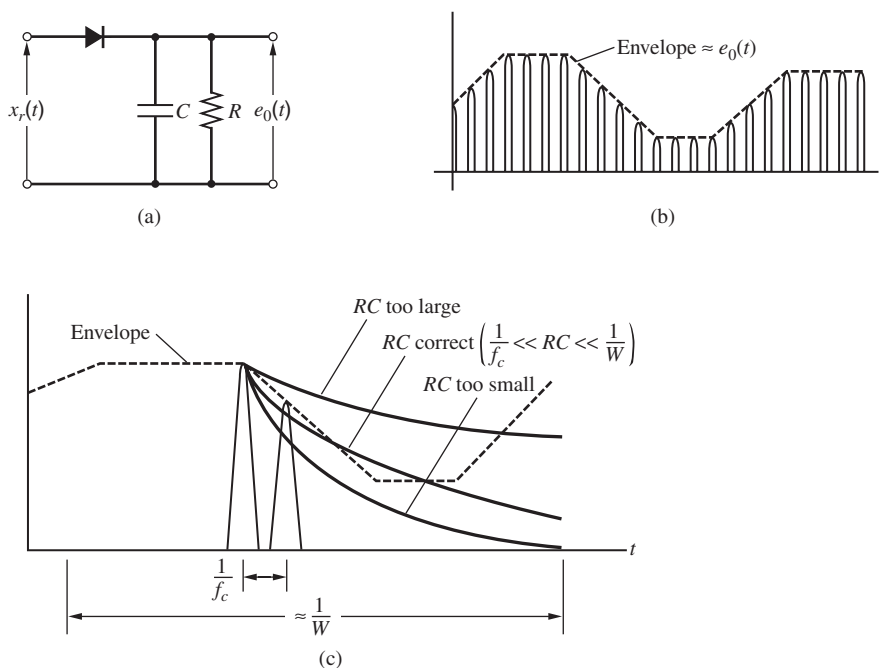 x_r(t)
C
R
e_0(t)
(a)
Envelope ≈ e_0(t)
(b)
RC too large
Envelope
RC correct (1/f_c << RC << 1/W)
RC too small
t
1/f_c
≈ 1/W
(c)